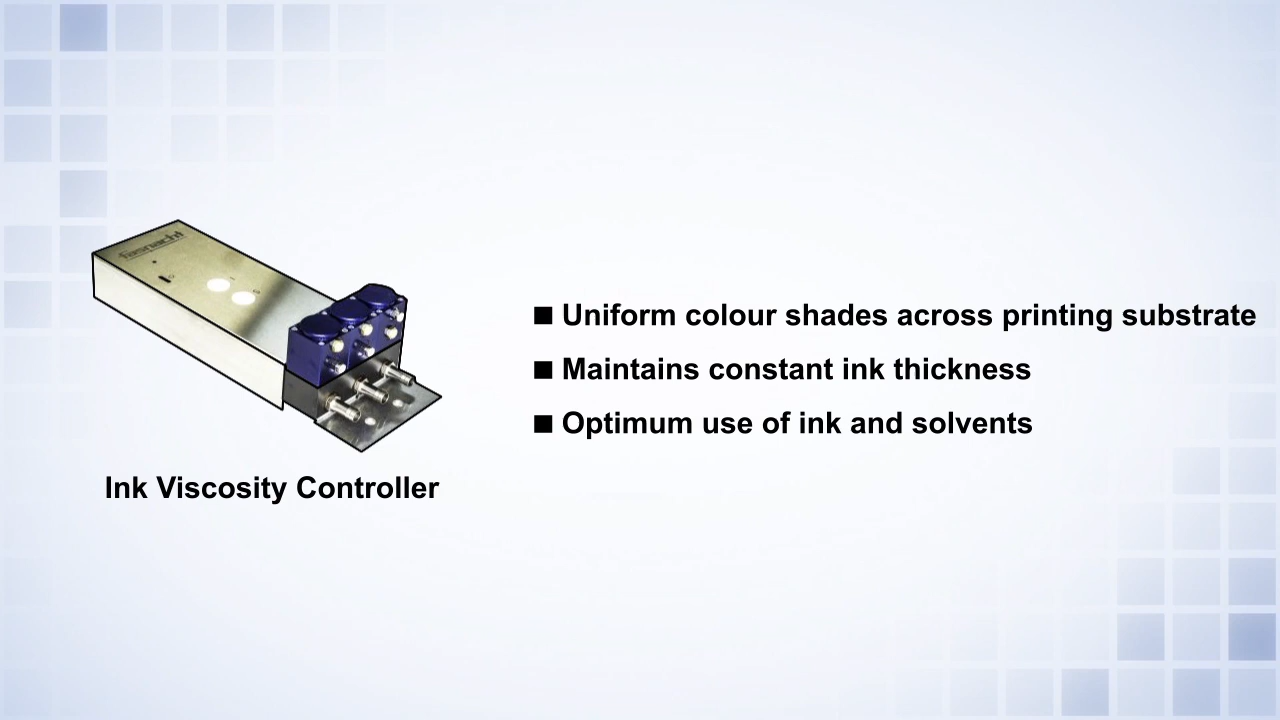 fasnacht
Uniform colour shades across printing substrate
Maintains constant ink thickness
Optimum use of ink and solvents
Ink Viscosity Controller